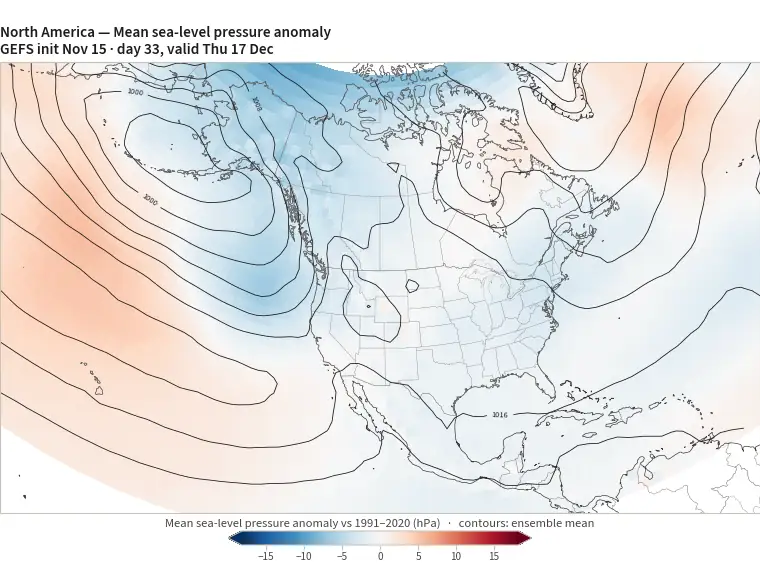 North America — Mean sea-level pressure anomaly
GEFS init Nov 15 · day 33, valid Thu 17 Dec
1000
1008
1000
1016
Mean sea-level pressure anomaly vs 1991–2020 (hPa)   ·   contours: ensemble mean
−15 −10 −5 0 5 10 15